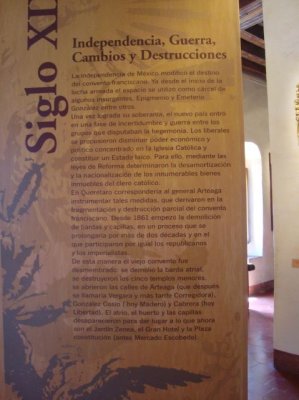 Siglo XI
Independencia, Guerra,
Cambios y Destrucciones
La Independencia de México modificó el destino
del convento franciscano. Ya desde el inicio de la
lucha armada el espacio se utilizó como cárcel de
algunos insurgentes, Epigmenio y Emeterio
González entre otros.
Una vez lograda su soberanía, el nuevo país entró
en una fase de incertidumbre y guerra entre los
grupos que disputaban la hegemonía. Los liberales
se propusieron disminuir poder económico y
político concentrado en la Iglesia Católica y
constituir un Estado laico. Para ello, mediante las
leyes de Reforma determinaron la desamortización
y la nacionalización de los innumerables bienes
inmuebles del clero católico.
En Querétaro correspondería al general Arteaga
instrumentar tales medidas, que derivaron en la
fragmentación y destrucción parcial del convento
franciscano. Desde 1861 empezó la demolición
de bardas y capillas, en un proceso que se
prolongaría por más de dos décadas y en el
que participaron por igual los republicanos
y los imperialistas.
De esta manera el viejo convento fue
desmembrado: se demolió la barda atrial,
se destruyeron los cinco templos menores,
se abrieron las calles de Arteaga (que después
se llamaría Vergara y más tarde Corregidora),
González Cosío (hoy Madero) y Cabrera (hoy
Libertad). El atrio, el huerto y las capillas
desaparecieron para dar lugar a lo que ahora
son el Jardín Zenea, el Gran Hotel y la Plaza
constitución (antes Mercado Escobedo).